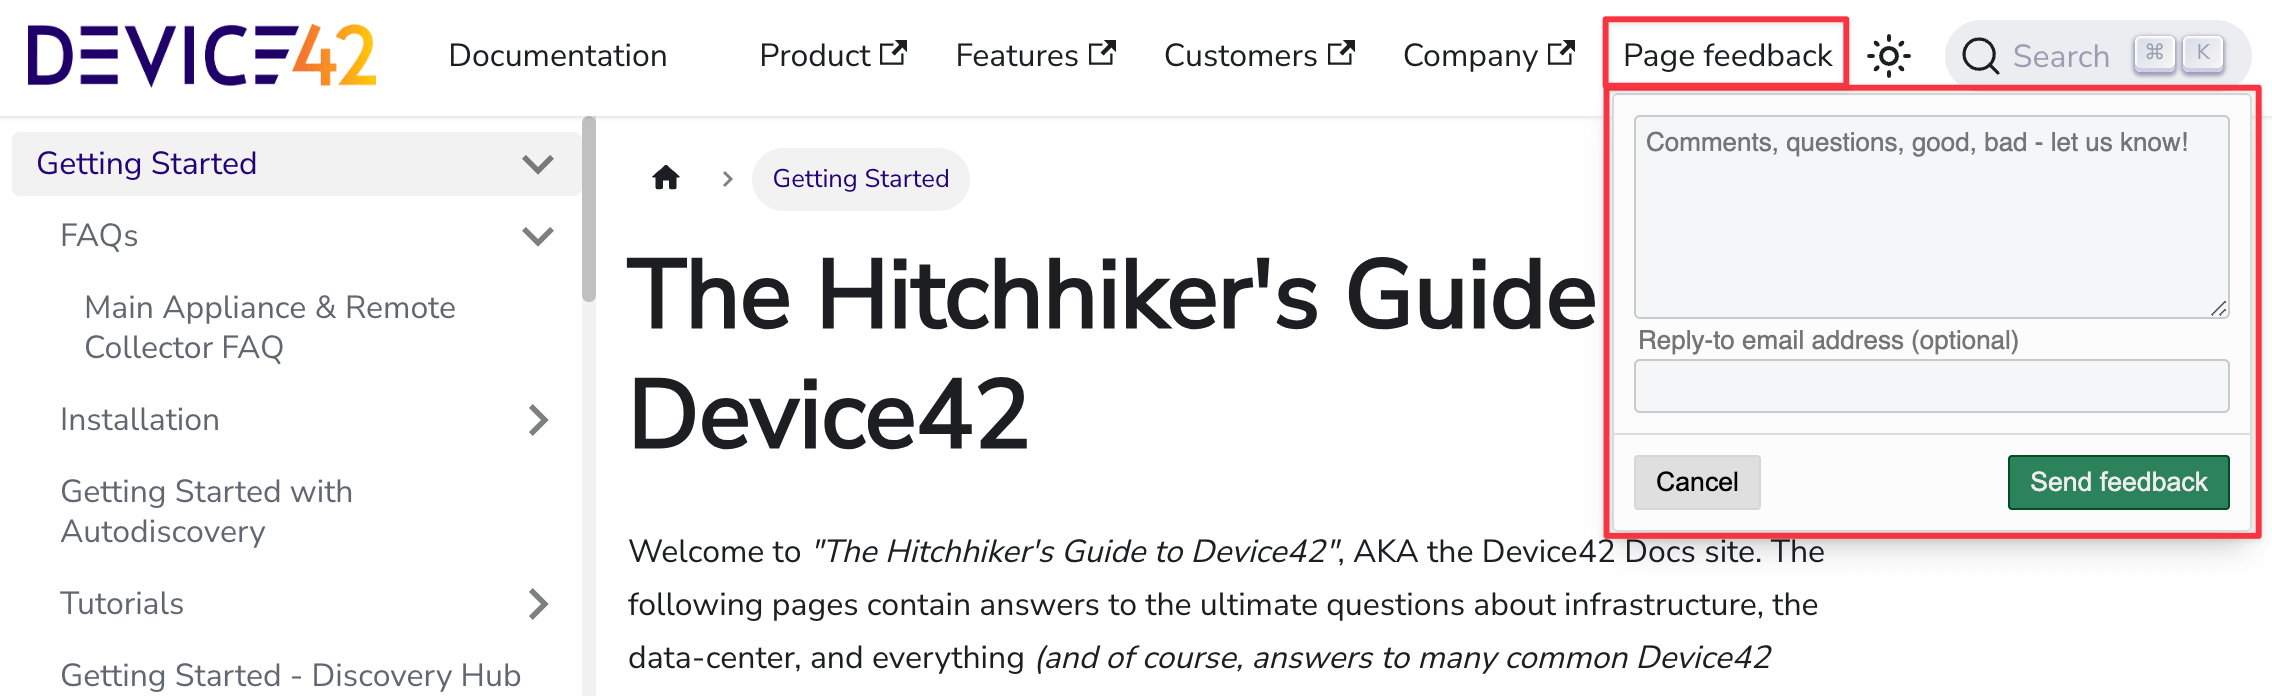 DEVICE42
Documentation
Product
Features
Customers
Company
Page feedback
Search
⌘ K
Getting Started
FAQs
Main Appliance & Remote
Collector FAQ
Installation
Getting Started with
Autodiscovery
Tutorials
Getting Started - Discovery Hub
Getting Started
The Hitchhiker's Guide
Device42
Welcome to "The Hitchhiker's Guide to Device42", AKA the Device42 Docs site. The
following pages contain answers to the ultimate questions about infrastructure, the
data-center, and everything (and of course, answers to many common Device42
Comments, questions, good, bad - let us know!
Reply-to email address (optional)
Cancel
Send feedback